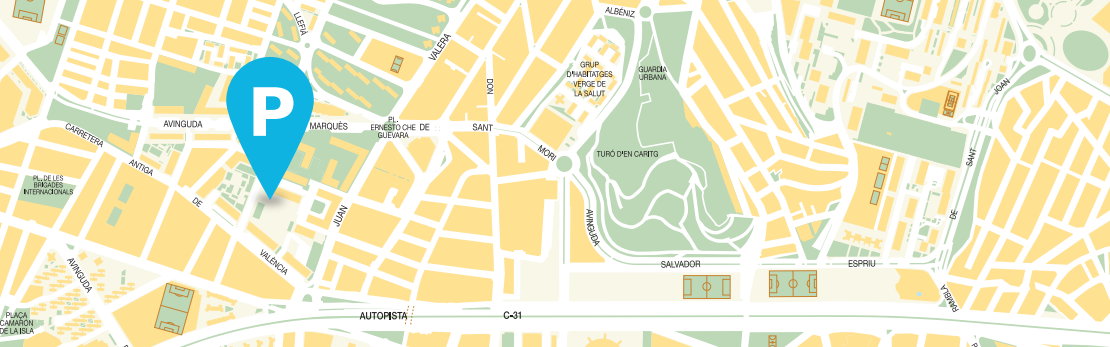 ALBÉNIZ
LLEFIÀ
VALERA
GRUP
D'HABITATGES
VERGE DE
LA SALUT
GUARDIA
URBANA
DON
JOAN
P
AVINGUDA
MARQUÈS
PL.
ERNESTO CHE
GUEVARA
DE
SANT
CARRETERA
ANTIGA
MORI
TURÓ D'EN CARITG
SANT
PL. DE LES
BRIGADES
INTERNACIONALS
DE
JUAN
AVINGUDA
DE
VALÈNCIA
SALVADOR
ESPRIU
AVINGUDA
RAMBLA
PLAÇA
CAMARÓN
DE LA ISLA
AUTOPISTA
C-31